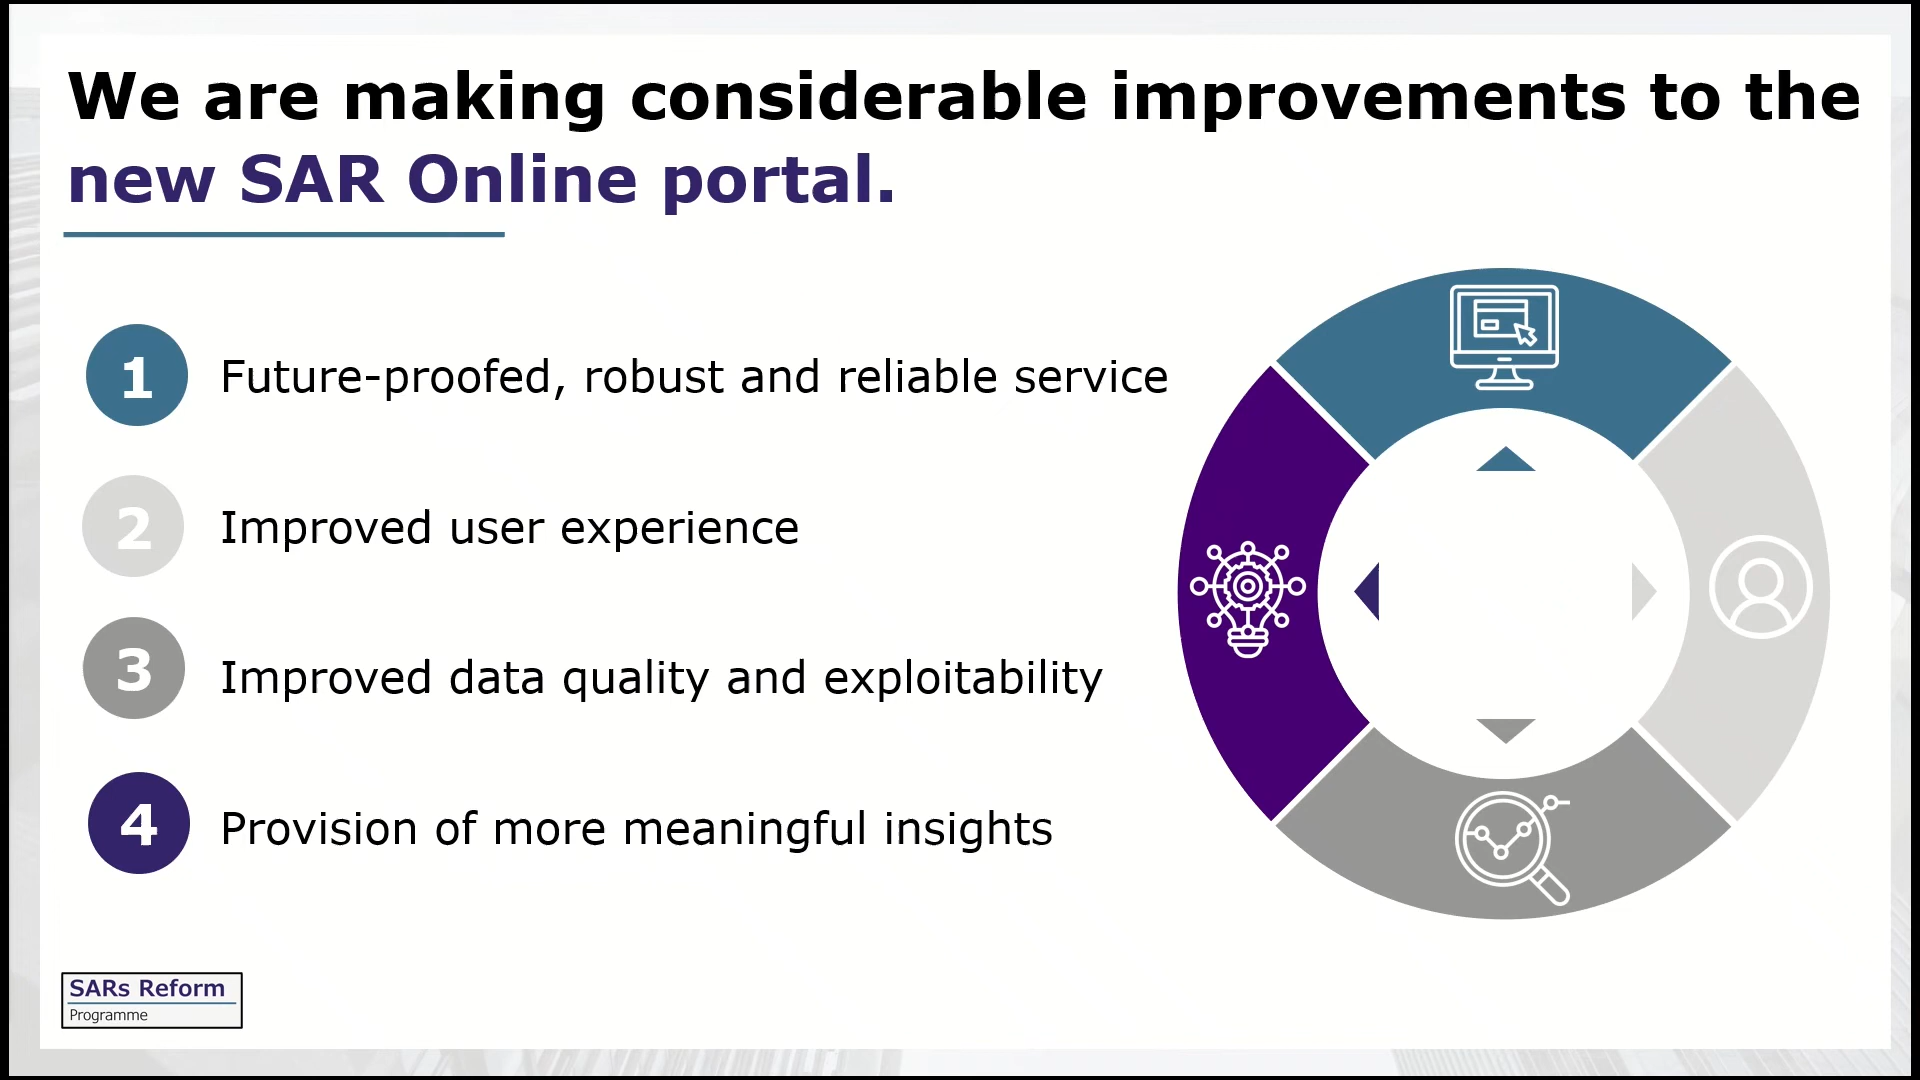 We are making considerable improvements to the
new SAR Online portal.
1 Future-proofed, robust and reliable service
2 Improved user experience
3 Improved data quality and exploitability
4 Provision of more meaningful insights
SARs Reform
Programme